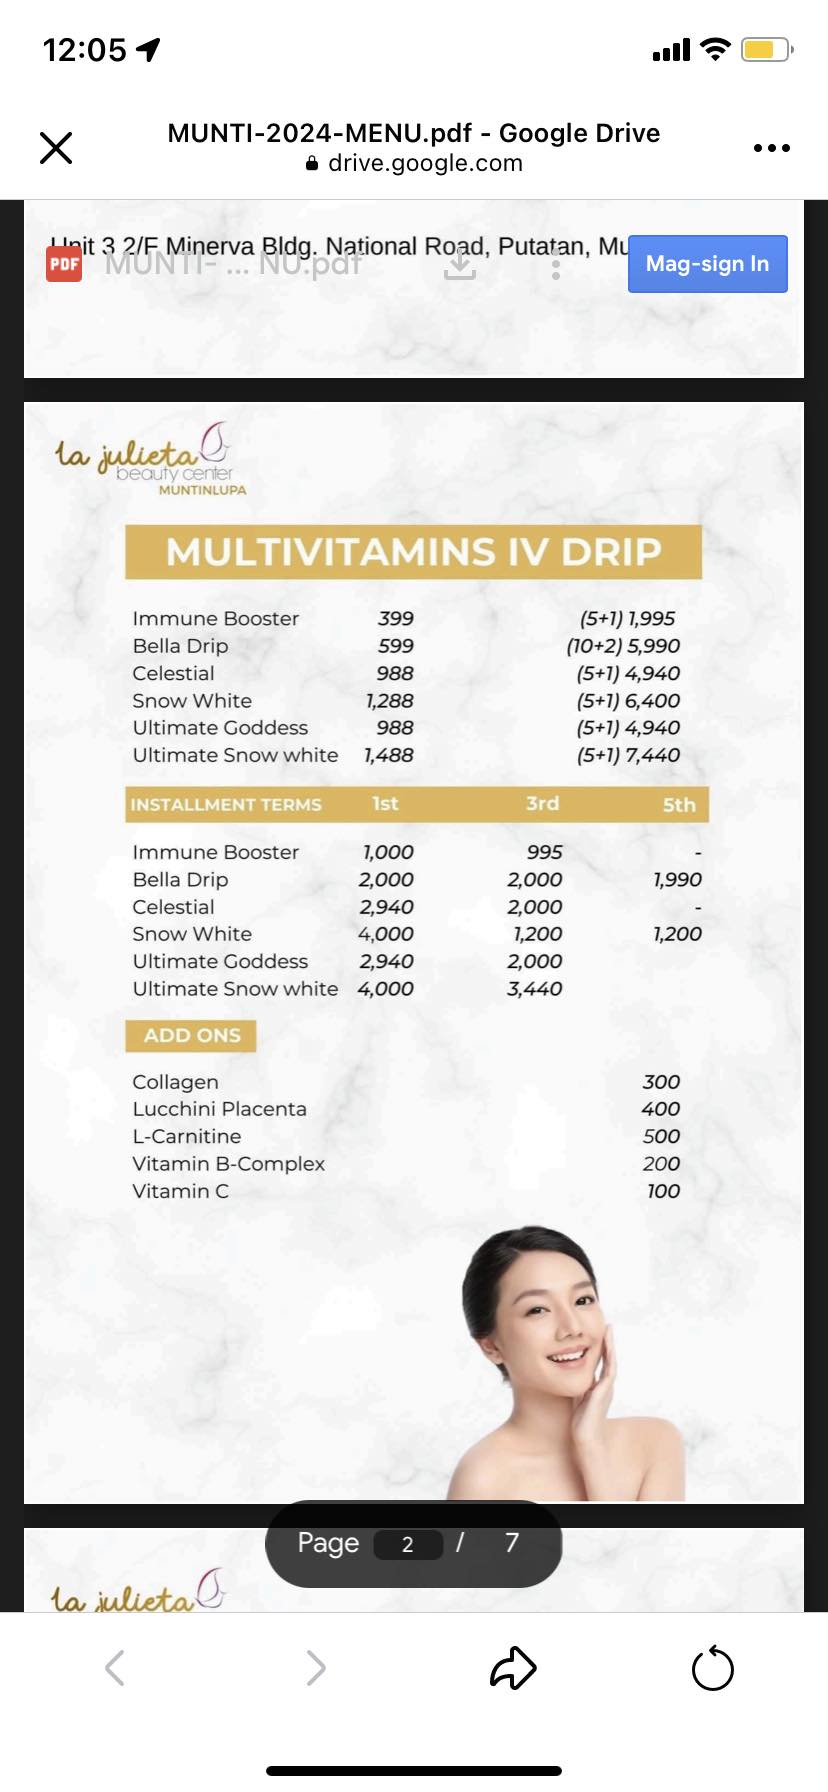 12:05
MUNTI-2024-MENU.pdf - Google Drive
drive.google.com
Unit 3 2/F Minerva Bldg. National Road, Putatan, Mu
PDF MUNTI- ... NU.pdf Mag-sign In
la julieta
beauty center
MUNTINLUPA
MULTIVITAMINS IV DRIP
Immune Booster 399 (5+1) 1,995
Bella Drip 599 (10+2) 5,990
Celestial 988 (5+1) 4,940
Snow White 1,288 (5+1) 6,400
Ultimate Goddess 988 (5+1) 4,940
Ultimate Snow white 1,488 (5+1) 7,440
INSTALLMENT TERMS 1st 3rd 5th
Immune Booster 1,000 995 -
Bella Drip 2,000 2,000 1,990
Celestial 2,940 2,000 -
Snow White 4,000 1,200 1,200
Ultimate Goddess 2,940 2,000
Ultimate Snow white 4,000 3,440
ADD ONS
Collagen 300
Lucchini Placenta 400
L-Carnitine 500
Vitamin B-Complex 200
Vitamin C 100
Page 2 / 7
la julieta